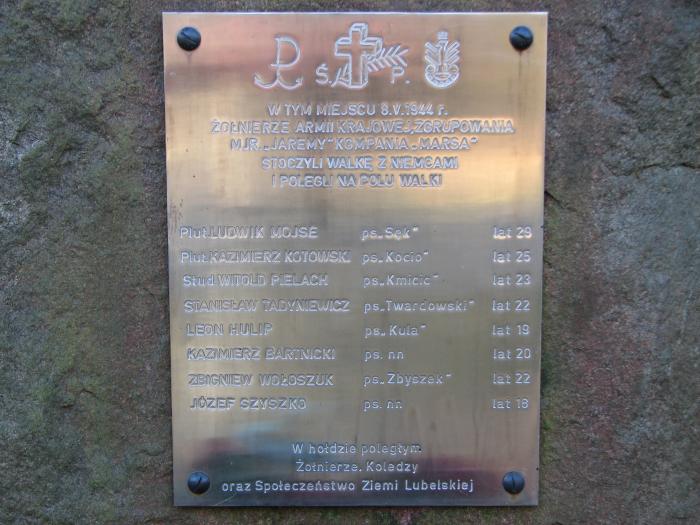 Ś. P.
W TYM MIEJSCU 8.V.1944 r.
ŻOŁNIERZE ARMII KRAJOWEJ, ZGRUPOWANIA
MJR. „JAREMY” KOMPANIA „MARSA”
STOCZYLI WALKĘ Z NIEMCAMI
I POLEGLI NA POLU WALKI
Plut. LUDWIK MOJSE ps. „Sęk” lat 29
Plut. KAZIMIERZ KOTOWSKI ps. „Kocio” lat 25
Stud. WITOLD PIELACH ps. „Kmicic” lat 23
STANISŁAW TADYNIEWICZ ps. „Twardowski” lat 22
LEON HULIP ps. „Kula” lat 19
KAZIMIERZ BARTNICKI ps. nn lat 20
ZBIGNIEW WOŁOSZUK ps. „Zbyszek” lat 22
JÓZEF SZYSZKO ps. nn lat 18
W hołdzie poległym
Żołnierze, Koledzy
oraz Społeczeństwo Ziemi Lubelskiej